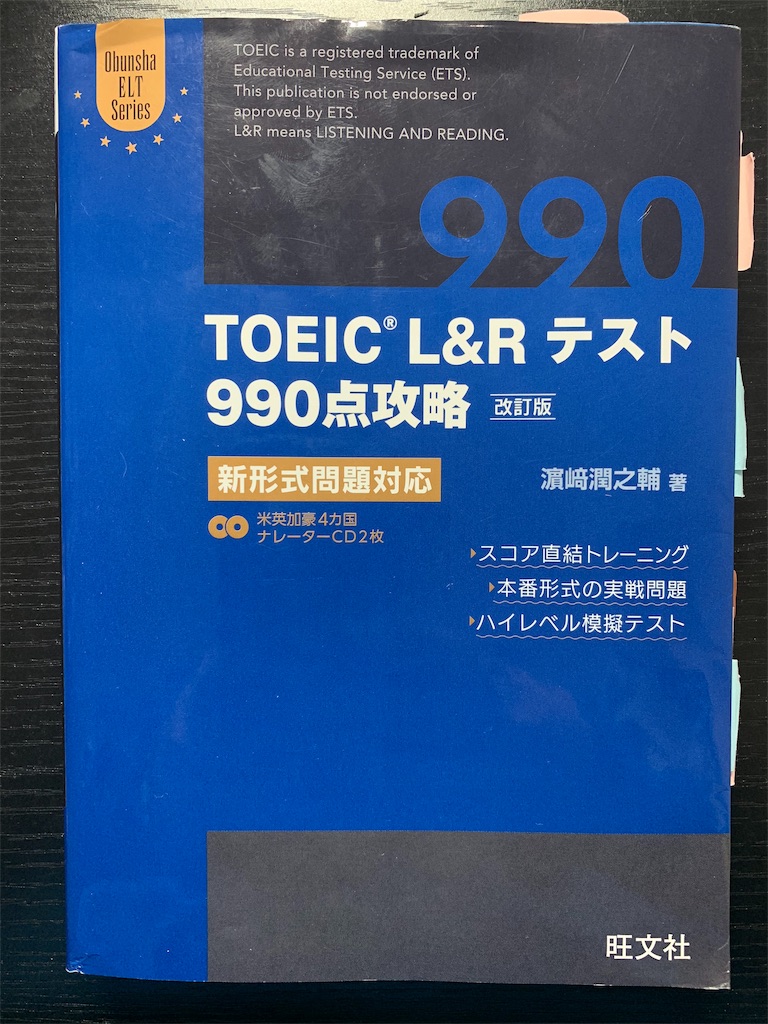 Obunsha
ELT
Series
TOEIC is a registered trademark of
Educational Testing Service (ETS).
This publication is not endorsed or
approved by ETS.
L&R means LISTENING AND READING.
990
TOEIC® L&R テスト
990点攻略 改訂版
新形式問題対応
濵﨑潤之輔 著
米英加豪4カ国
ナレーターCD2枚
スコア直結トレーニング
本番形式の実戦問題
ハイレベル模擬テスト
旺文社